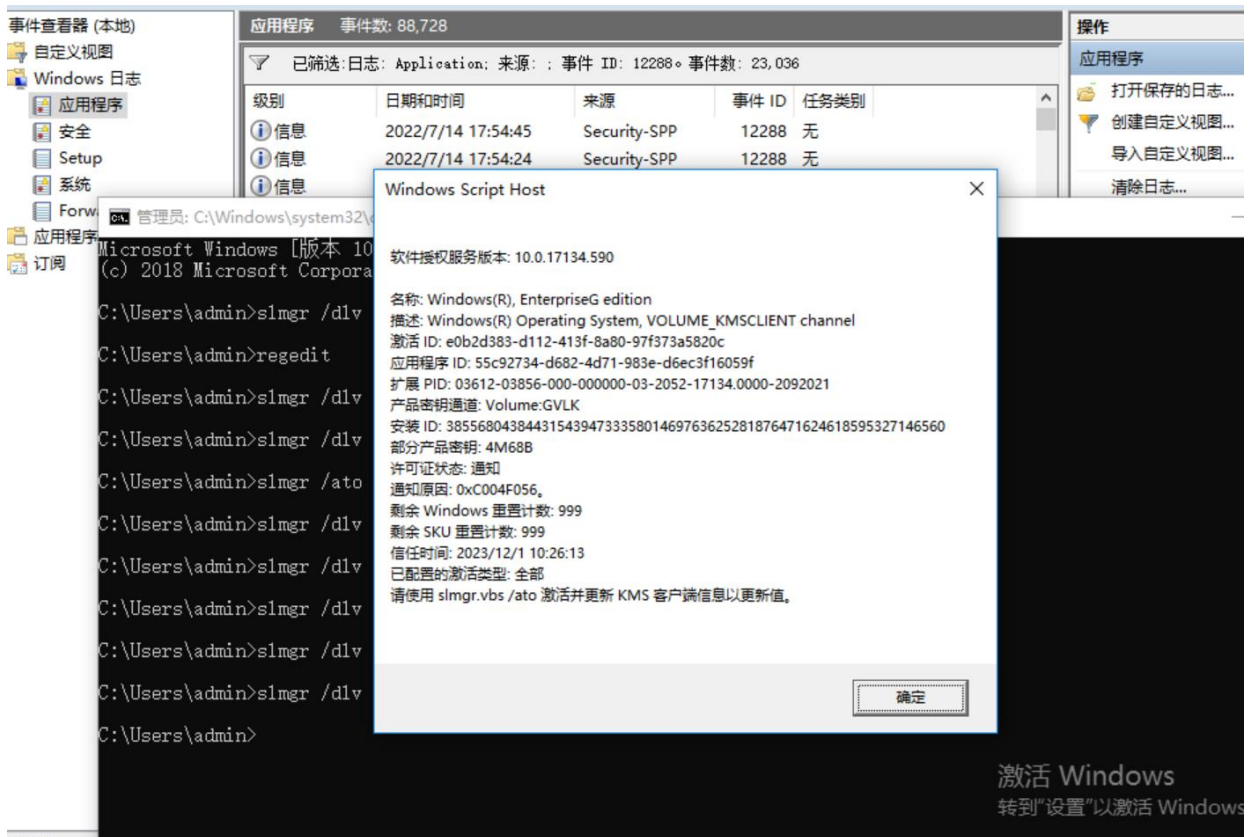 事件查看器 (本地)
自定义视图
Windows 日志
应用程序
安全
Setup
系统
Forw
应用程序
订阅
应用程序 事件数: 88,728
已筛选:日志: Application; 来源: ; 事件 ID: 12288。事件数: 23,036
级别 日期和时间 来源 事件 ID 任务类别
信息 2022/7/14 17:54:45 Security-SPP 12288 无
信息 2022/7/14 17:54:24 Security-SPP 12288 无
信息
操作
应用程序
打开保存的日志...
创建自定义视图...
导入自定义视图...
清除日志...
管理员: C:\Windows\system32\
Microsoft Windows [版本 10
(c) 2018 Microsoft Corpora
C:\Users\admin>slmgr /dlv
C:\Users\admin>regedit
C:\Users\admin>slmgr /dlv
C:\Users\admin>slmgr /dlv
C:\Users\admin>slmgr /ato
C:\Users\admin>slmgr /dlv
C:\Users\admin>slmgr /dlv
C:\Users\admin>slmgr /dlv
C:\Users\admin>slmgr /dlv
C:\Users\admin>slmgr /dlv
C:\Users\admin>
Windows Script Host
软件授权服务版本: 10.0.17134.590
名称: Windows(R), EnterpriseG edition
描述: Windows(R) Operating System, VOLUME_KMSCLIENT channel
激活 ID: e0b2d383-d112-413f-8a80-97f373a5820c
应用程序 ID: 55c92734-d682-4d71-983e-d6ec3f16059f
扩展 PID: 03612-03856-000-000000-03-2052-17134.0000-2092021
产品密钥通道: Volume:GVLK
安装 ID: 385568043844315439473335801469763625281876471624618595327146560
部分产品密钥: 4M68B
许可证状态: 通知
通知原因: 0xC004F056。
剩余 Windows 重置计数: 999
剩余 SKU 重置计数: 999
信任时间: 2023/12/1 10:26:13
已配置的激活类型: 全部
请使用 slmgr.vbs /ato 激活并更新 KMS 客户端信息以更新值。
确定
激活 Windows
转到"设置"以激活 Windows